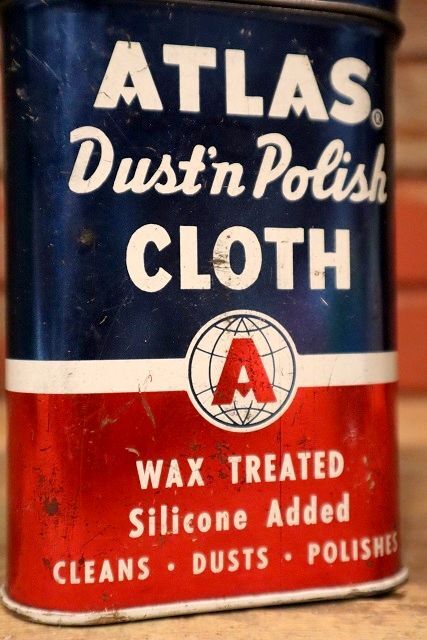 ATLAS®
Dust'n Polish
CLOTH
A
WAX TREATED
Silicone Added
CLEANS · DUSTS · POLISHES